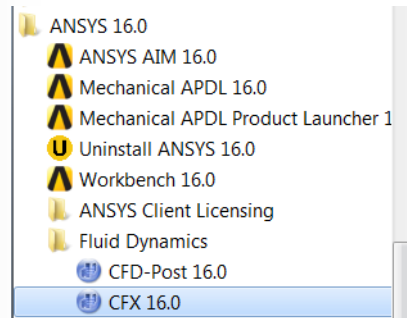 ANSYS 16.0
ANSYS AIM 16.0
Mechanical APDL 16.0
Mechanical APDL Product Launcher 1
U Uninstall ANSYS 16.0
Workbench 16.0
ANSYS Client Licensing
Fluid Dynamics
CFD-Post 16.0
CFX 16.0